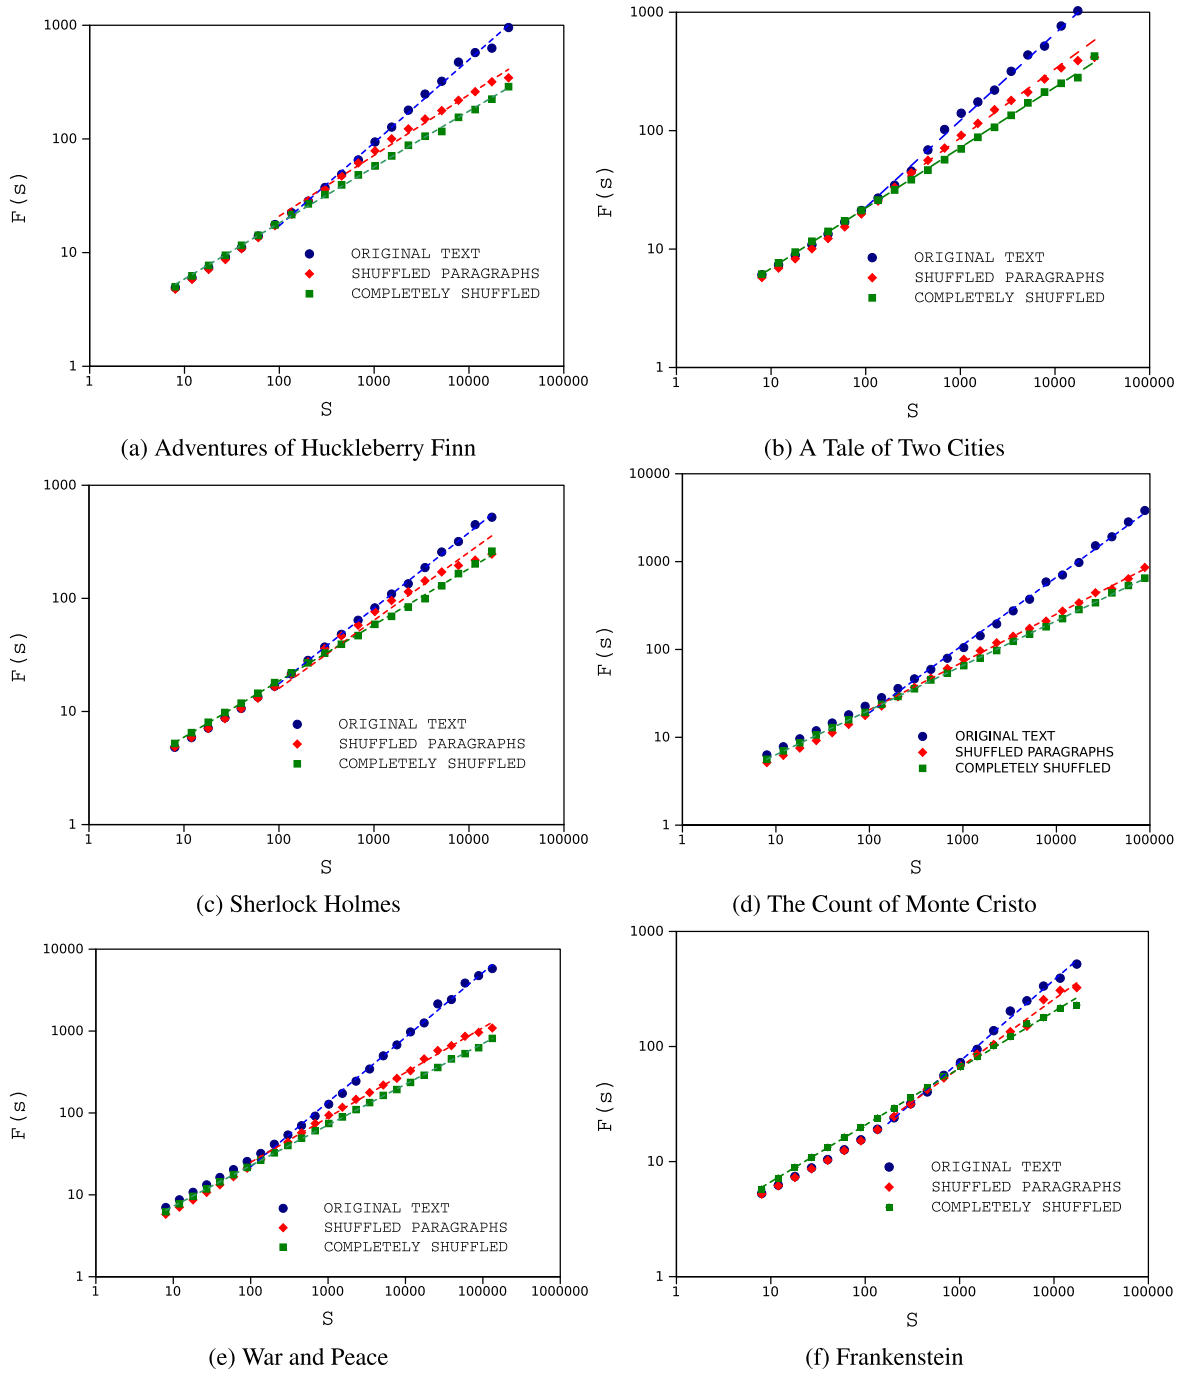 1000
100
10
1
F(s)
1 10 100 1000 10000 100000
S
ORIGINAL TEXT
SHUFFLED PARAGRAPHS
COMPLETELY SHUFFLED
(a) Adventures of Huckleberry Finn
1000
100
10
1
F(s)
1 10 100 1000 10000 100000
S
ORIGINAL TEXT
SHUFFLED PARAGRAPHS
COMPLETELY SHUFFLED
(b) A Tale of Two Cities
1000
100
10
1
F(s)
1 10 100 1000 10000 100000
S
ORIGINAL TEXT
SHUFFLED PARAGRAPHS
COMPLETELY SHUFFLED
(c) Sherlock Holmes
10000
1000
100
10
1
F(s)
1 10 100 1000 10000 100000
S
ORIGINAL TEXT
SHUFFLED PARAGRAPHS
COMPLETELY SHUFFLED
(d) The Count of Monte Cristo
10000
1000
100
10
1
F(s)
1 10 100 1000 10000 100000 1000000
S
ORIGINAL TEXT
SHUFFLED PARAGRAPHS
COMPLETELY SHUFFLED
(e) War and Peace
1000
100
10
1
F(s)
1 10 100 1000 10000 100000
S
ORIGINAL TEXT
SHUFFLED PARAGRAPHS
COMPLETELY SHUFFLED
(f) Frankenstein